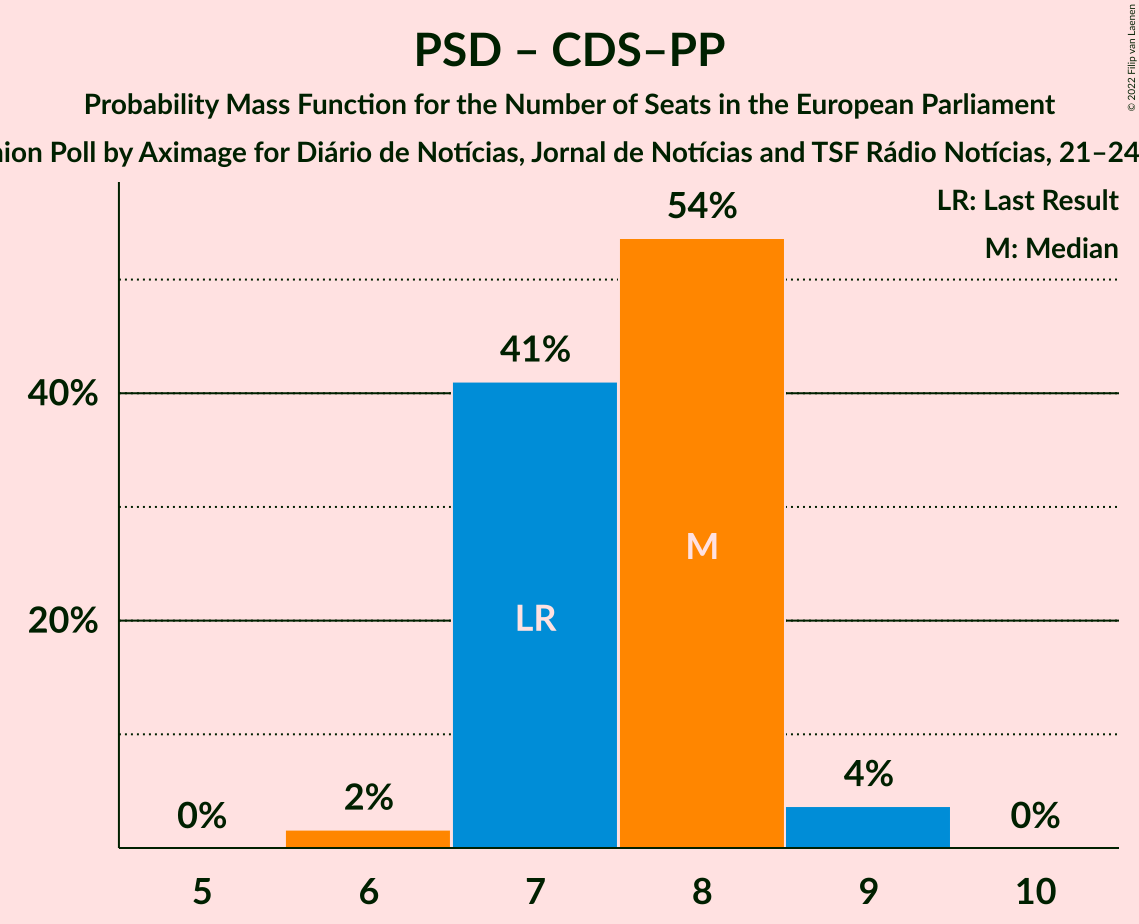 PSD – CDS–PP
Probability Mass Function for the Number of Seats in the European Parliament
ion Poll by Aximage for Diário de Notícias, Jornal de Notícias and TSF Rádio Notícias, 21–24
© 2022 Filip van Laenen
LR: Last Result
M: Median
54%
41%
40%
M
LR
20%
4%
2%
0%
0%
5 6 7 8 9 10